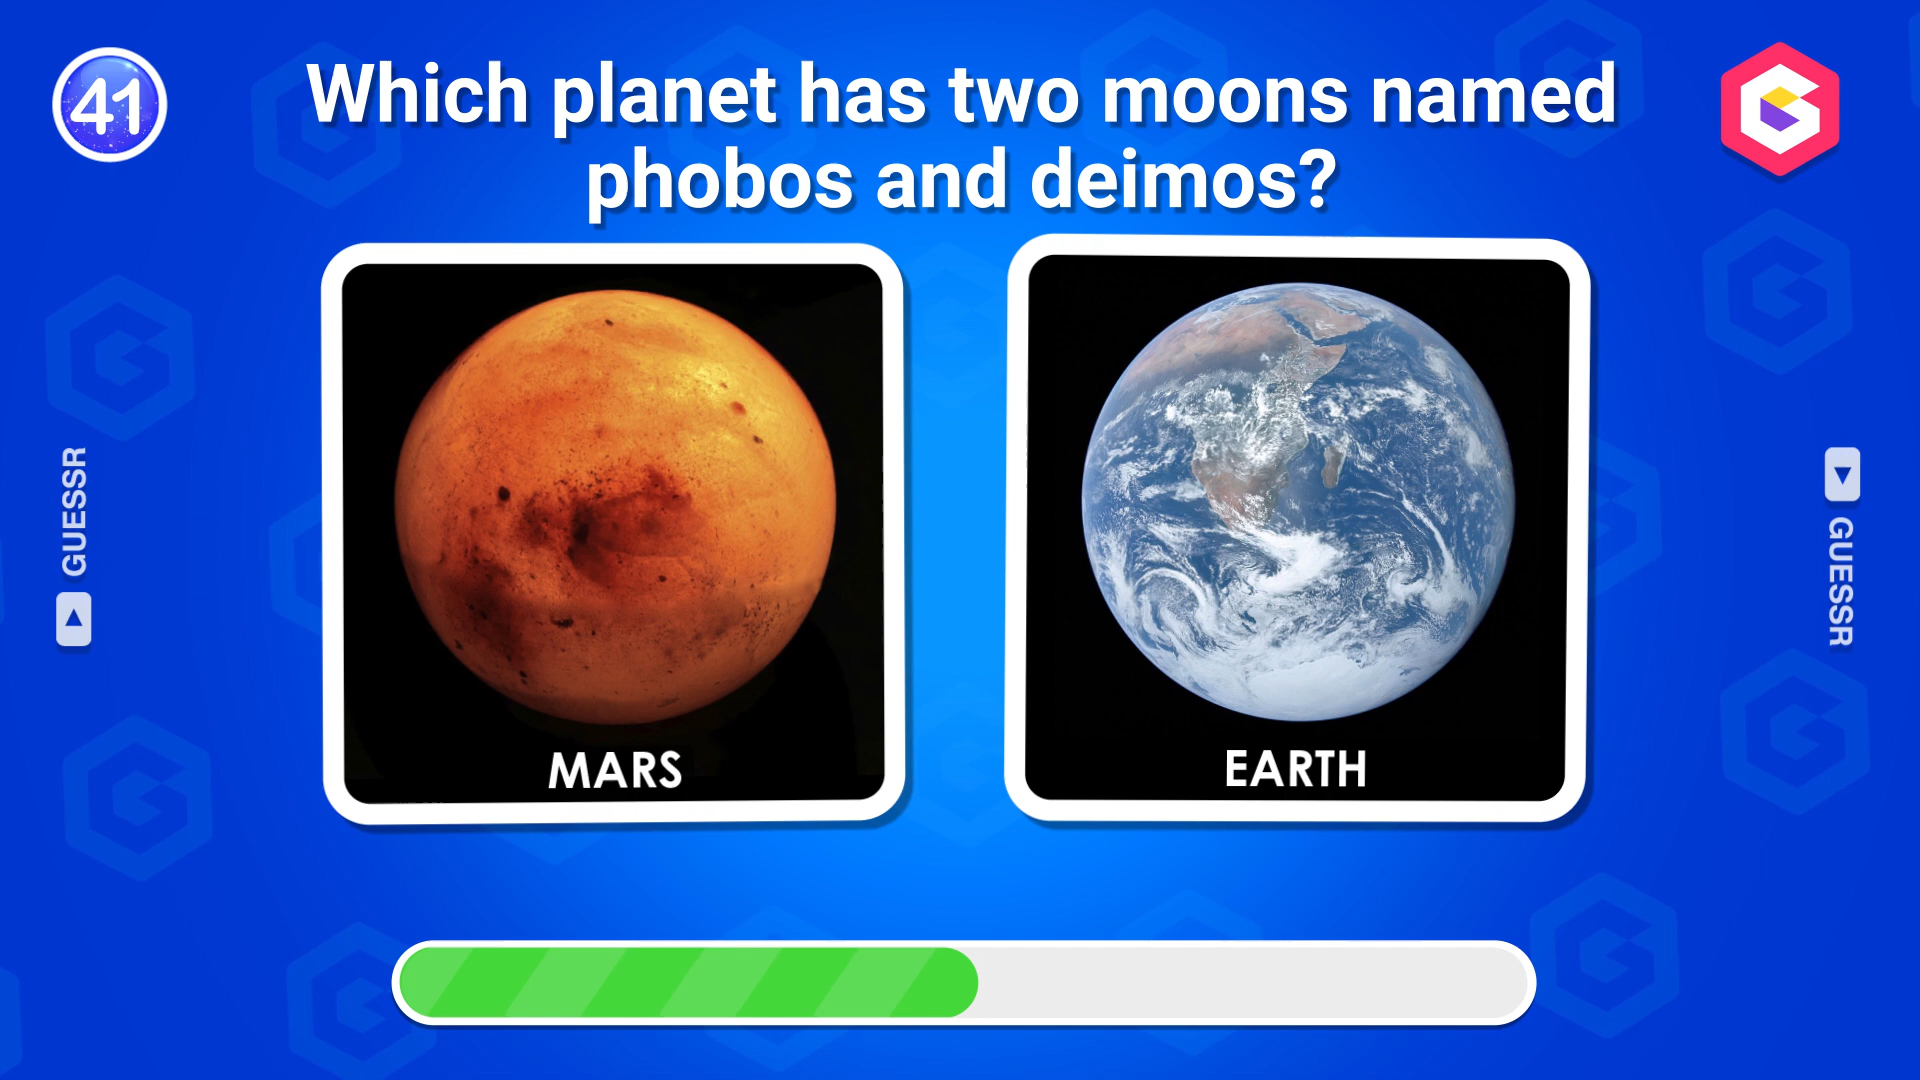 41
Which planet has two moons named
phobos and deimos?
GUESSR
GUESSR
MARS
EARTH